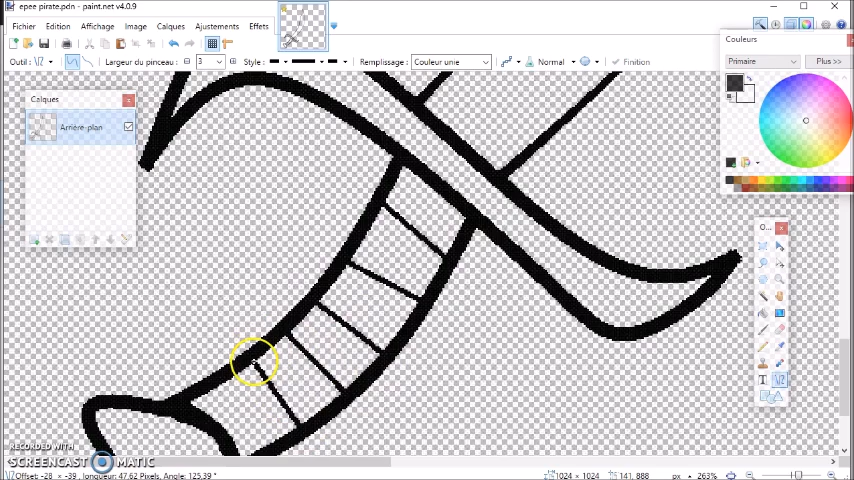 epee pirate.pdn - paint.net v4.0.9
Fichier Edition Affichage Image Calques Ajustements Effets
Outil: Largeur du pinceau: 3 Style: Remplissage: Couleur unie Normal Finition
Couleurs
Primaire Plus >>
Calques
Arrière-plan
O...
T
RECORDED WITH
SCREENCAST MATIC
Offset: -28 × -39, longueur: 47,62 Pixels, Angle: 125,39 ° 1024 × 1024 141, 888 px 263%